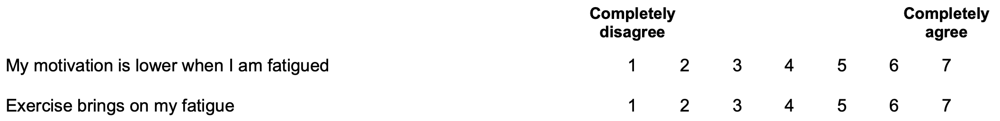 Completely Completely
disagree agree
My motivation is lower when I am fatigued 1 2 3 4 5 6 7
Exercise brings on my fatigue 1 2 3 4 5 6 7